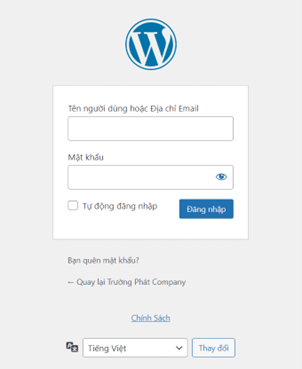 Tên người dùng hoặc Địa chỉ Email
Mật khẩu
Tự động đăng nhập
Đăng nhập
Bạn quên mật khẩu?
← Quay lại Trường Phát Company
Chính Sách
Tiếng Việt
Thay đổi